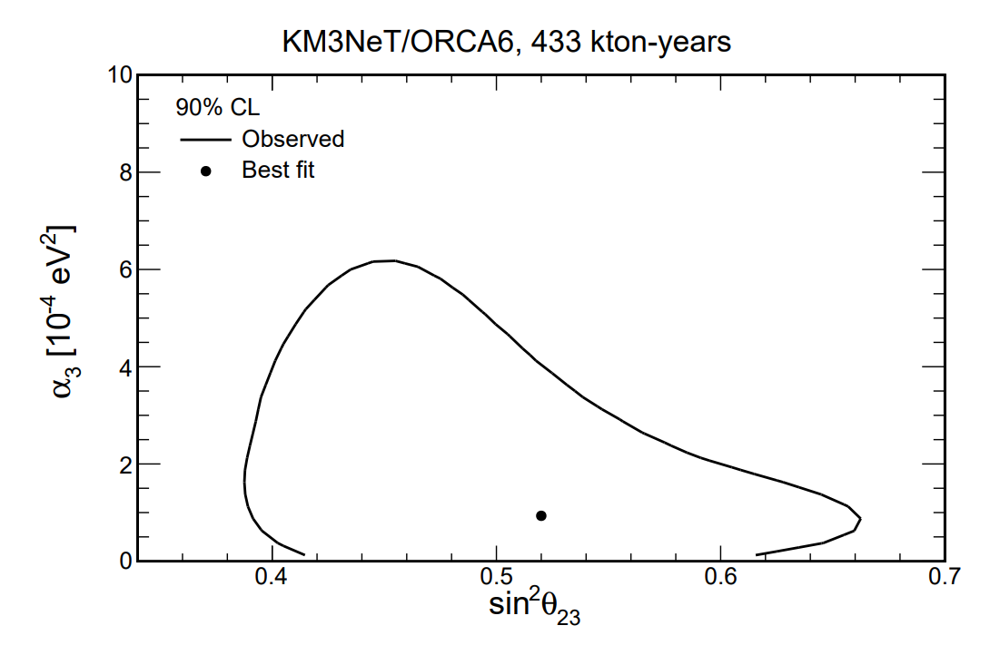 KM3NeT/ORCA6, 433 kton-years
90% CL
Observed
Best fit
α₃ [10⁻⁴ eV²]
10
8
6
4
2
0
0.4 0.5 0.6 0.7
sin²θ₂₃